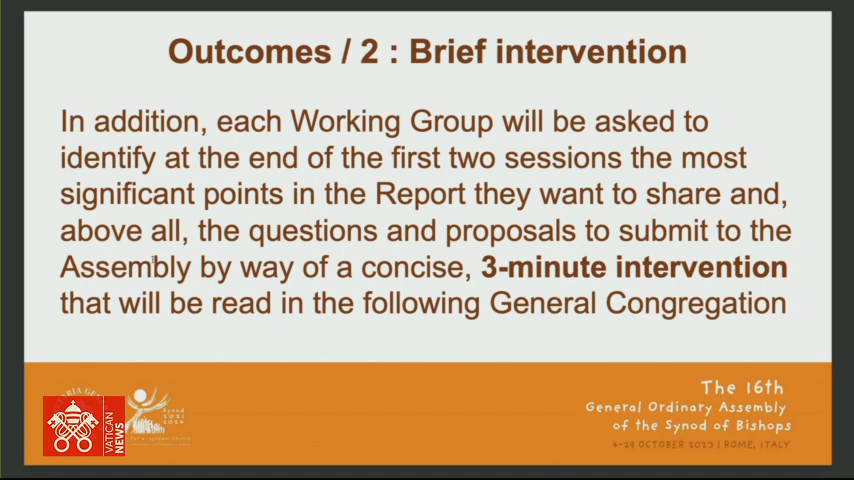 Outcomes / 2 : Brief intervention
In addition, each Working Group will be asked to
identify at the end of the first two sessions the most
significant points in the Report they want to share and,
above all, the questions and proposals to submit to the
Assembly by way of a concise, 3-minute intervention
that will be read in the following General Congregation
The 16th
General Ordinary Assembly
of the Synod of Bishops
4-29 OCTOBER 2023 | ROME, ITALY
VATICAN
NEWS
Synod
2021
2024